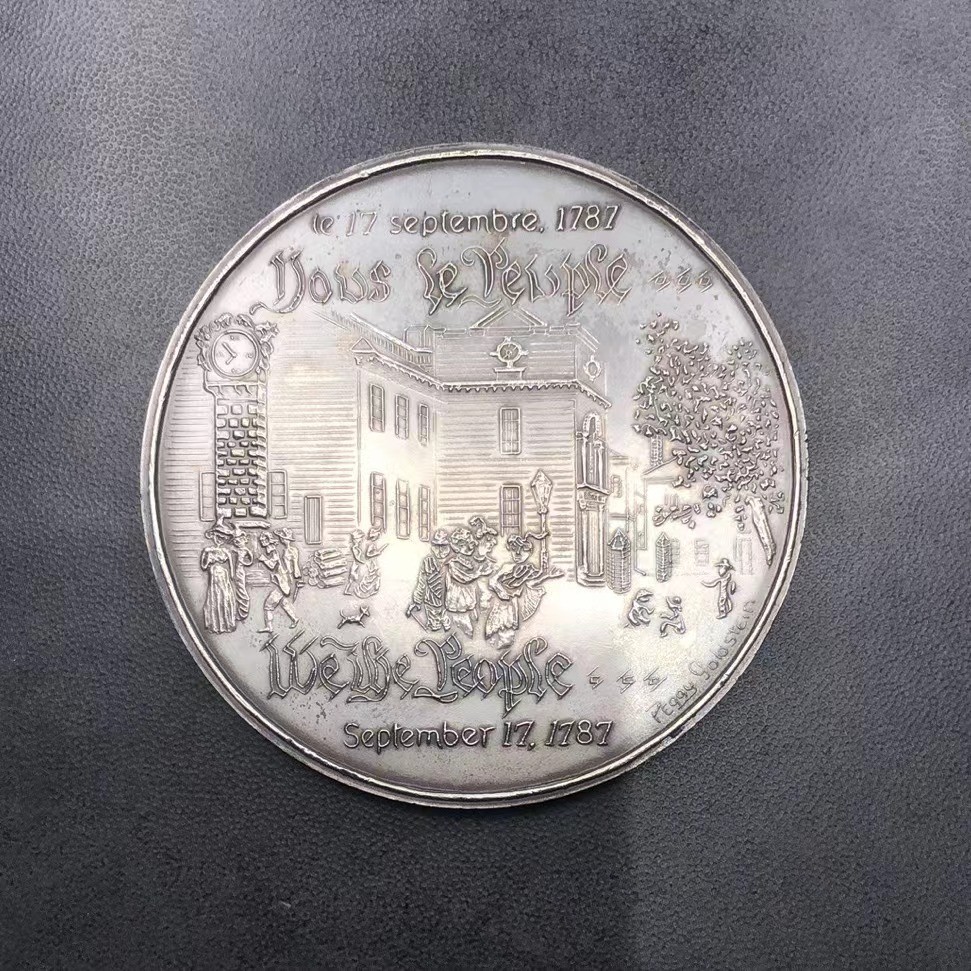 le 17 septembre, 1787
Nous le Peuple ...
We The People ...
September 17, 1787
Peggy Goldstein